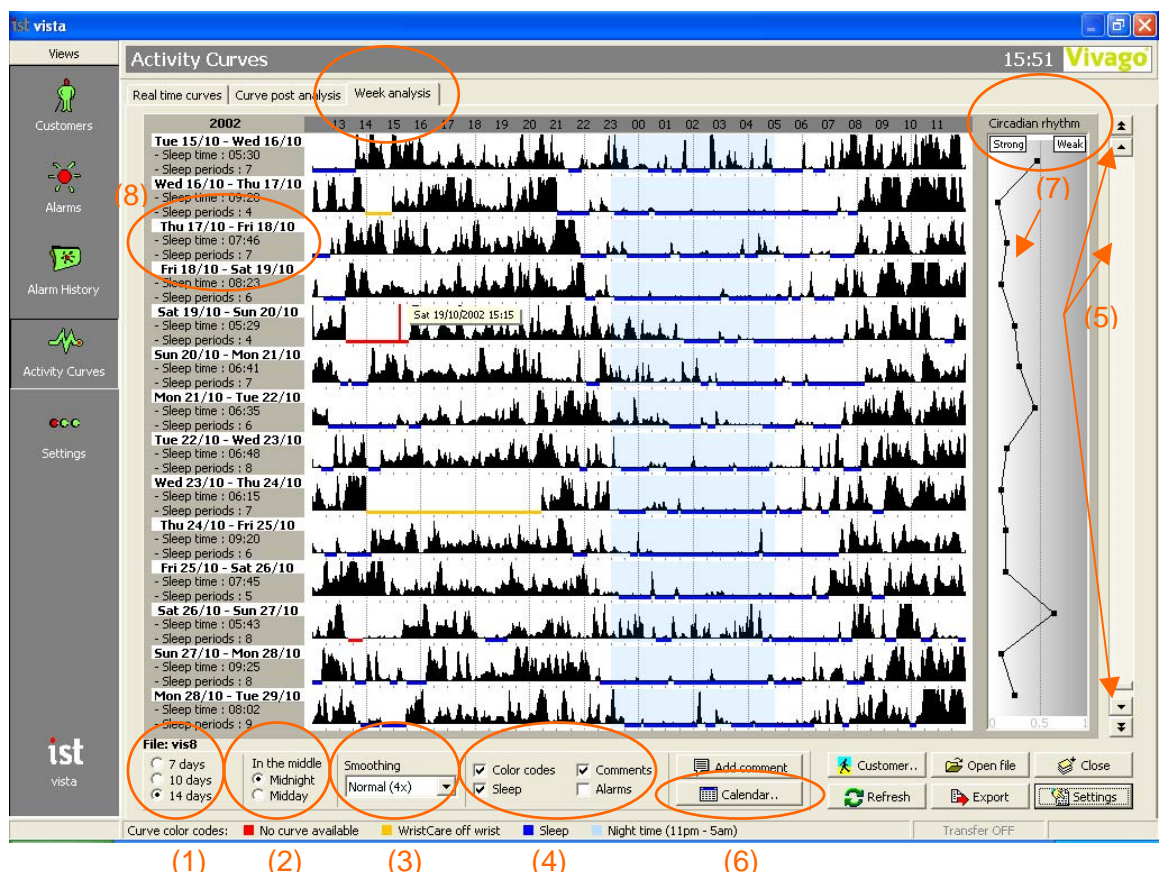 ist vista
Views
Activity Curves
15:51 Vivago
Real time curves
Curve post analysis
Week analysis
Customers
Alarms
Alarm History
Activity Curves
Settings
ist
vista
2002
13 14 15 16 17 18 19 20 21 22 23 00 01 02 03 04 05 06 07 08 09 10 11
Circadian rhythm
Strong
Weak
Tue 15/10 - Wed 16/10
- Sleep time : 05:30
- Sleep periods : 7
Wed 16/10 - Thu 17/10
- Sleep time : 09:28
- Sleep periods : 4
Thu 17/10 - Fri 18/10
- Sleep time : 07:46
- Sleep periods : 7
Fri 18/10 - Sat 19/10
- Sleep time : 08:23
- Sleep periods : 6
Sat 19/10 - Sun 20/10
- Sleep time : 05:29
- Sleep periods : 4
Sat 19/10/2002 15:15
Sun 20/10 - Mon 21/10
- Sleep time : 06:41
- Sleep periods : 7
Mon 21/10 - Tue 22/10
- Sleep time : 06:35
- Sleep periods : 6
Tue 22/10 - Wed 23/10
- Sleep time : 06:48
- Sleep periods : 8
Wed 23/10 - Thu 24/10
- Sleep time : 06:15
- Sleep periods : 7
Thu 24/10 - Fri 25/10
- Sleep time : 09:20
- Sleep periods : 6
Fri 25/10 - Sat 26/10
- Sleep time : 07:45
- Sleep periods : 5
Sat 26/10 - Sun 27/10
- Sleep time : 05:43
- Sleep periods : 8
Sun 27/10 - Mon 28/10
- Sleep time : 09:25
- Sleep periods : 8
Mon 28/10 - Tue 29/10
- Sleep time : 08:02
- Sleep periods : 9
0 0.5 1
(8)
(7)
(5)
File: vis8
7 days
10 days
14 days
In the middle
Midnight
Midday
Smoothing
Normal (4x)
Color codes
Comments
Sleep
Alarms
Add comment
Calendar..
Customer..
Open file
Close
Refresh
Export
Settings
Curve color codes: No curve available WristCare off wrist Sleep Night time (11pm - 5am)
Transfer OFF
(1) (2) (3) (4) (6)